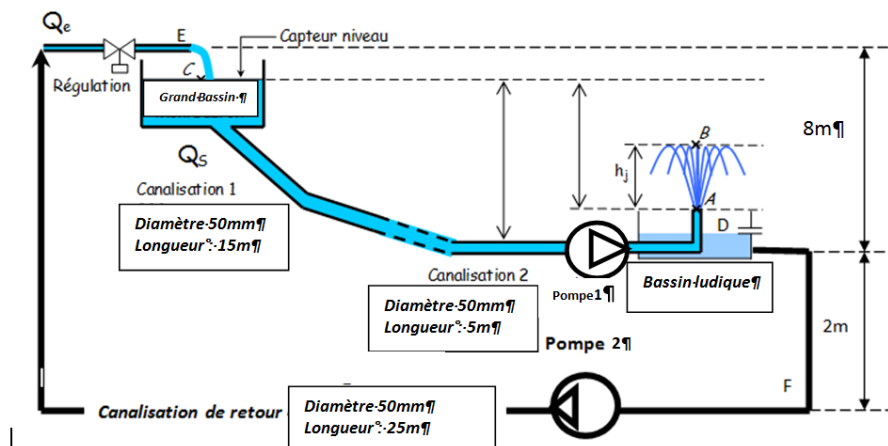 Qe
E
Capteur niveau
C
Régulation
Grand·Bassin·¶
8m¶
B
hj
QS
A
Canalisation 1
D
Diamètre·50mm¶
Longueur°:·15m¶
Canalisation 2
Pompe1¶
Bassin·ludique¶
Diamètre·50mm¶
Longueur°:·5m¶
2m
Pompe 2¶
F
Canalisation de retour
Diamètre·50mm¶
Longueur°:·25m¶